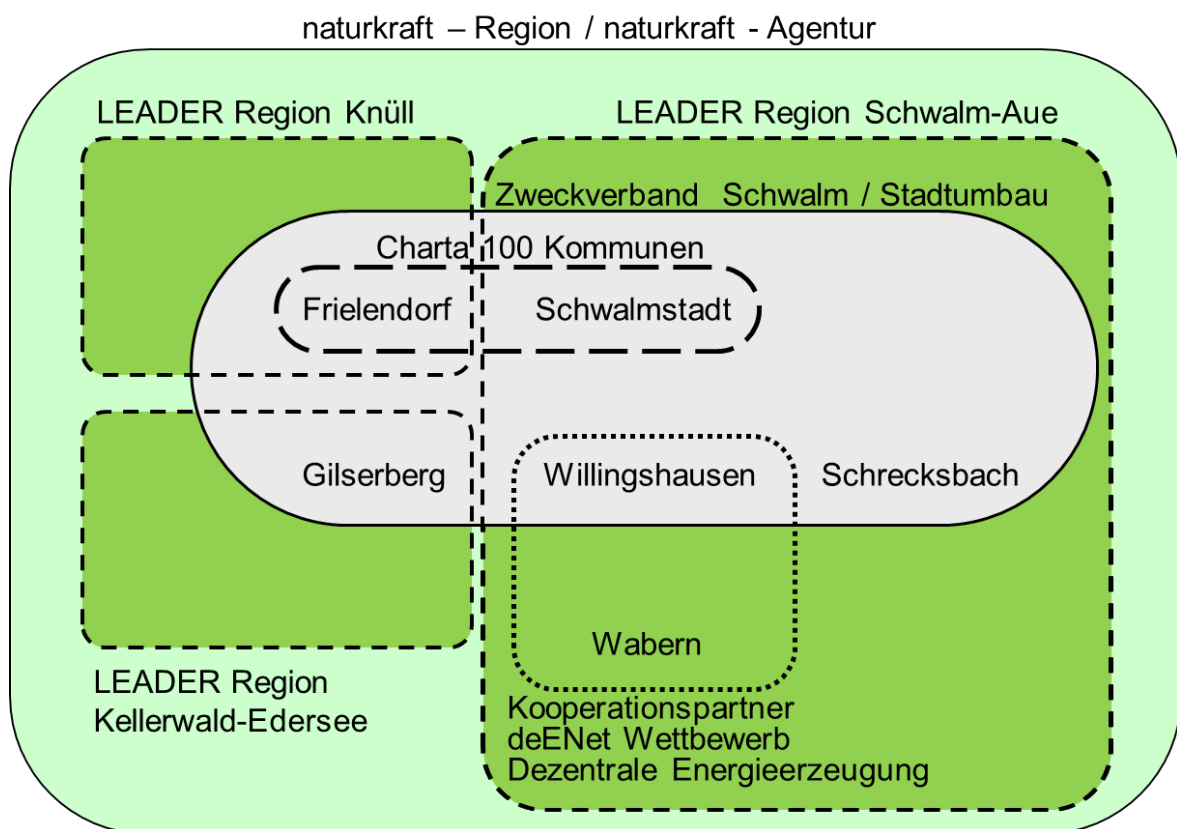 naturkraft – Region / naturkraft - Agentur
LEADER Region Knüll
LEADER Region Schwalm-Aue
Zweckverband Schwalm / Stadtumbau
Charta 100 Kommunen
Frielendorf
Schwalmstadt
Gilserberg
Willingshausen
Schrecksbach
Wabern
LEADER Region
Kellerwald-Edersee
Kooperationspartner
deENet Wettbewerb
Dezentrale Energieerzeugung